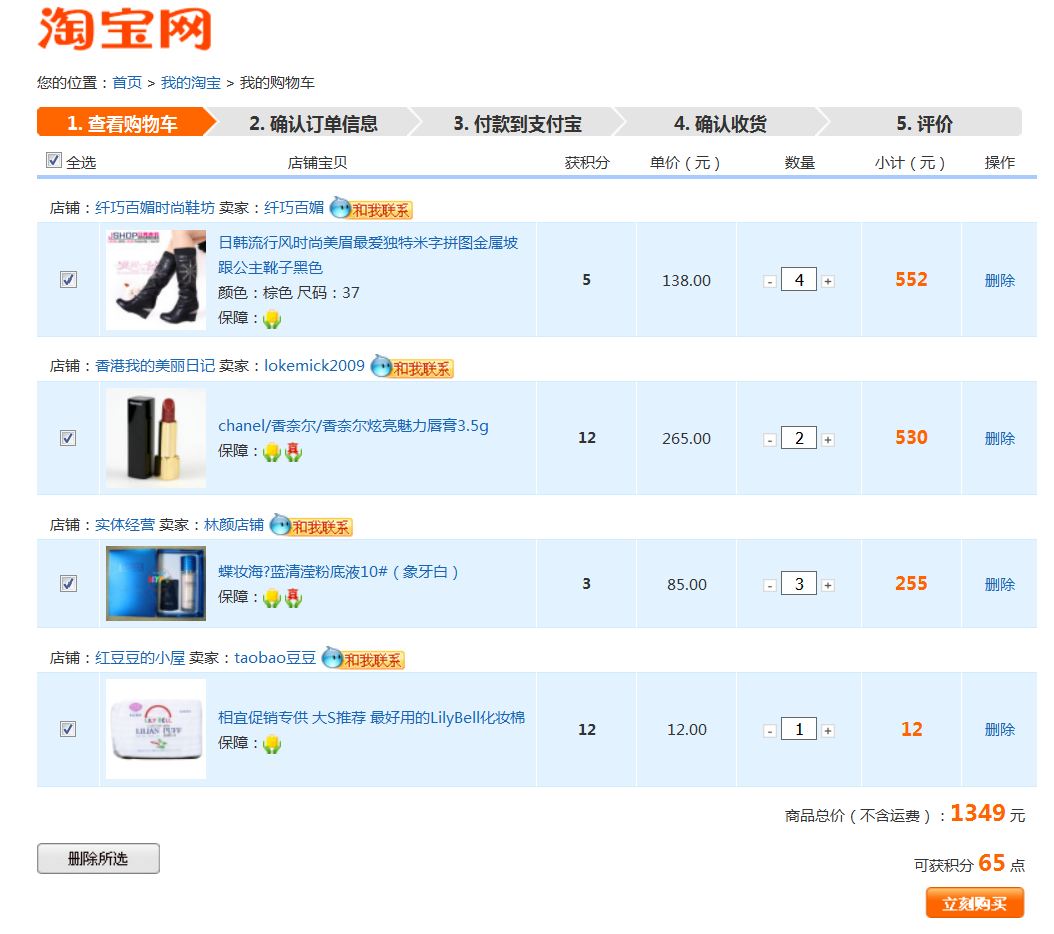 淘宝网
您的位置：首页 > 我的淘宝 > 我的购物车
1. 查看购物车 2. 确认订单信息 3. 付款到支付宝 4. 确认收货 5. 评价
全选 店铺宝贝 获积分 单价（元） 数量 小计（元） 操作
店铺：纤巧百媚时尚鞋坊 卖家：纤巧百媚 和我联系
JSHOP
日韩流行风时尚美眉最爱独特米字拼图金属坡
跟公主靴子黑色
颜色：棕色 尺码：37
保障：
5 138.00 - 4 + 552 删除
店铺：香港我的美丽日记 卖家：lokemick2009 和我联系
chanel/香奈尔/香奈尔炫亮魅力唇膏3.5g
保障： 真
12 265.00 - 2 + 530 删除
店铺：实体经营 卖家：林颜店铺 和我联系
蝶妆海?蓝清滢粉底液10#（象牙白）
保障： 真
3 85.00 - 3 + 255 删除
店铺：红豆豆的小屋 卖家：taobao豆豆 和我联系
LILY BELL
LILIAN PUFF
相宜促销专供 大S推荐 最好用的LilyBell化妆棉
保障：
12 12.00 - 1 + 12 删除
商品总价（不含运费）：1349 元
删除所选
可获积分 65 点
立刻购买